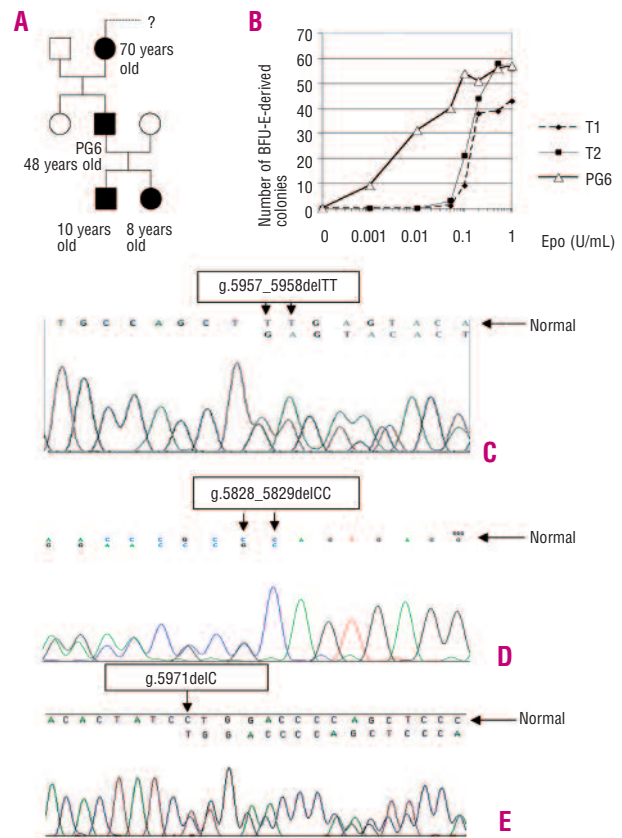 A
?
70 years
old
PG6
48 years old
10 years
old
8 years
old
B
Number of BFU-E-derived
colonies
70
60
50
40
30
20
10
0
0
0.001
0.01
0.1
1
Epo (U/mL)
T1
T2
PG6
g.5957_5958delTT
T G C C A G C T T T G A G T A C A
G A G T A C A C T
Normal
C
g.5828_5829delCC
Normal
D
g.5971delC
A C A C T A T C C T G G A C C C C A G C T C C C
T G G A C C C C A G C T C C C A
Normal
E